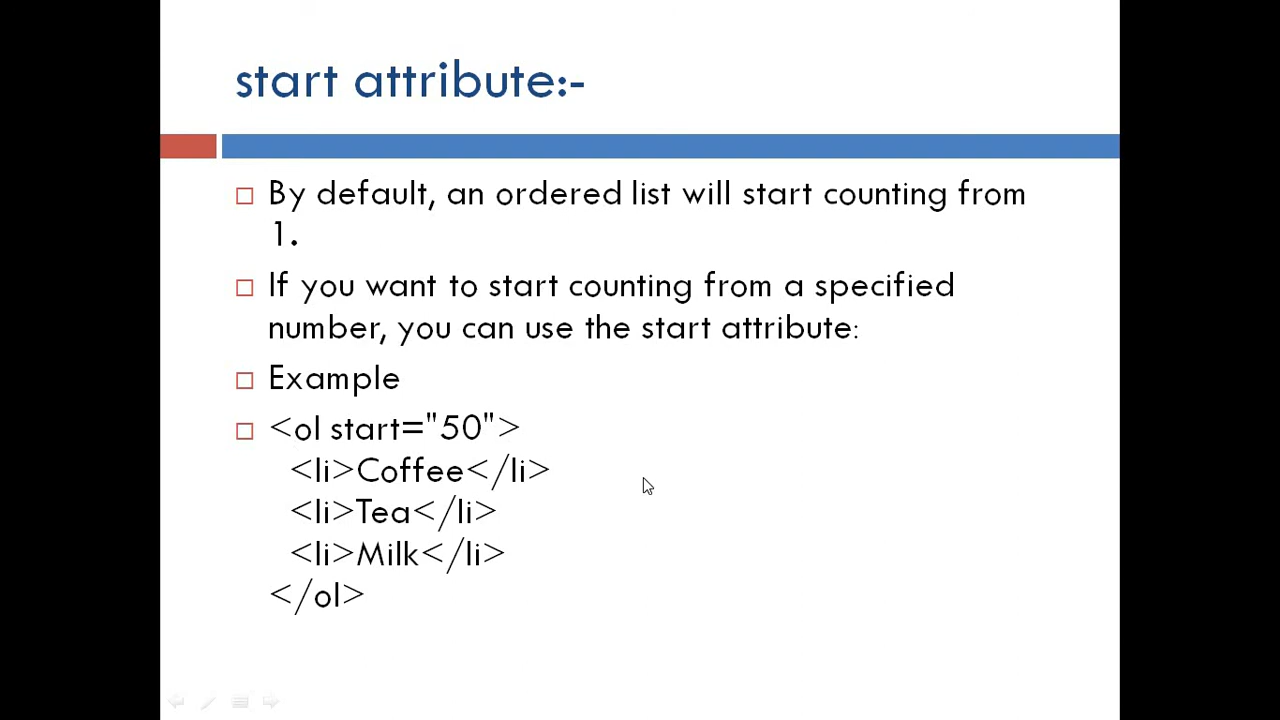 start attribute:-
By default, an ordered list will start counting from
1.
If you want to start counting from a specified
number, you can use the start attribute:
Example
<ol start="50">
<li>Coffee</li>
<li>Tea</li>
<li>Milk</li>
</ol>